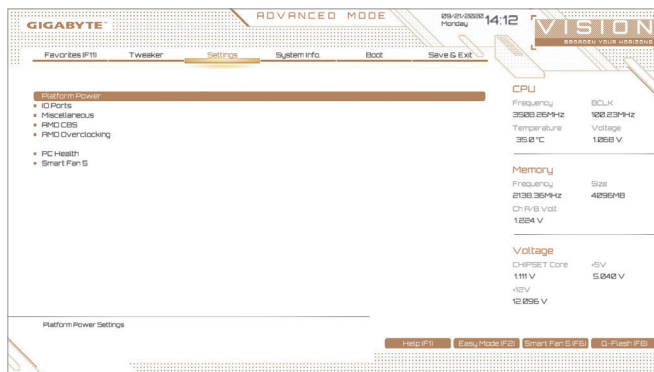 GIGABYTE
ADVANCED MODE
09/21/2020
Monday
14:12
VISION
BROADEN YOUR HORIZONS
Favorites (F11)
Tweaker
Settings
System Info.
Boot
Save & Exit
Platform Power
IO Ports
Miscellaneous
AMD CBS
AMD Overclocking
PC Health
Smart Fan 5
CPU
Frequency BCLK
3508.26MHz 100.23MHz
Temperature Voltage
35.0 °C 1.068 V
Memory
Frequency Size
2138.36MHz 4096MB
Ch A/B Volt
1.224 V
Voltage
CHIPSET Core +5V
1.111 V 5.040 V
+12V
12.096 V
Platform Power Settings
Help (F1)
Easy Mode (F2)
Smart Fan 5 (F6)
Q-Flash (F8)